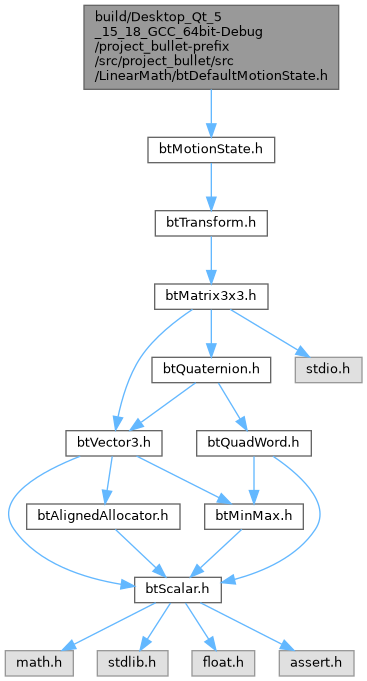 build/Desktop_Qt_5
_15_18_GCC_64bit-Debug
/project_bullet-prefix
/src/project_bullet/src
/LinearMath/btDefaultMotionState.h
btMotionState.h
btTransform.h
btMatrix3x3.h
btQuaternion.h
stdio.h
btVector3.h
btQuadWord.h
btAlignedAllocator.h
btMinMax.h
btScalar.h
math.h
stdlib.h
float.h
assert.h